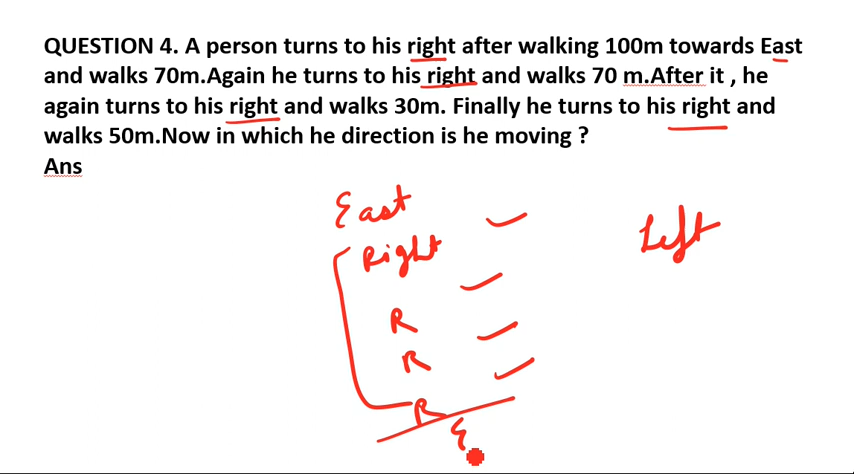 QUESTION 4. A person turns to his right after walking 100m towards East
and walks 70m.Again he turns to his right and walks 70 m.After it , he
again turns to his right and walks 30m. Finally he turns to his right and
walks 50m.Now in which he direction is he moving ?
Ans
East
Right
Left
R
R
R
E